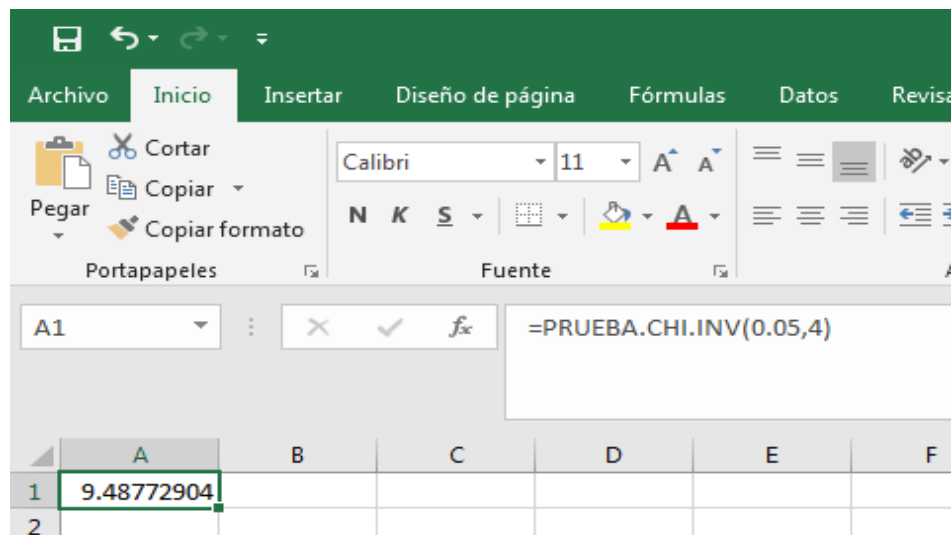 Archivo Inicio Insertar Diseño de página Fórmulas Datos Revisa
Cortar
Copiar
Pegar
Copiar formato
Portapapeles
Calibri 11 A A
N K S A
Fuente
A1 fx =PRUEBA.CHI.INV(0.05,4)
A B C D E F
1 9.48772904
2